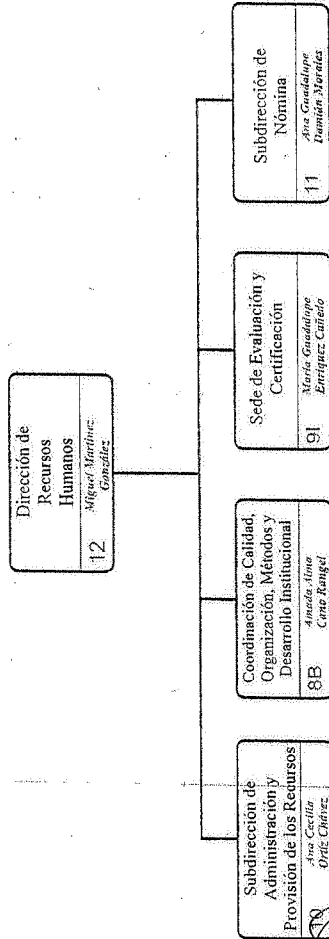 Dirección de
Recursos
Humanos
12
Miguel Martínez
González
Subdirección de
Administración y
Provisión de los Recursos
10
Ana Cecilia
Ortíz Chávez
Coordinación de Calidad,
Organización, Métodos y
Desarrollo Institucional
8B
Amada Alma
Cano Rangel
Sede de Evaluación y
Certificación
9I
María Guadalupe
Enríquez Cañedo
Subdirección de
Nómina
11
Ana Guadalupe
Damián Morales